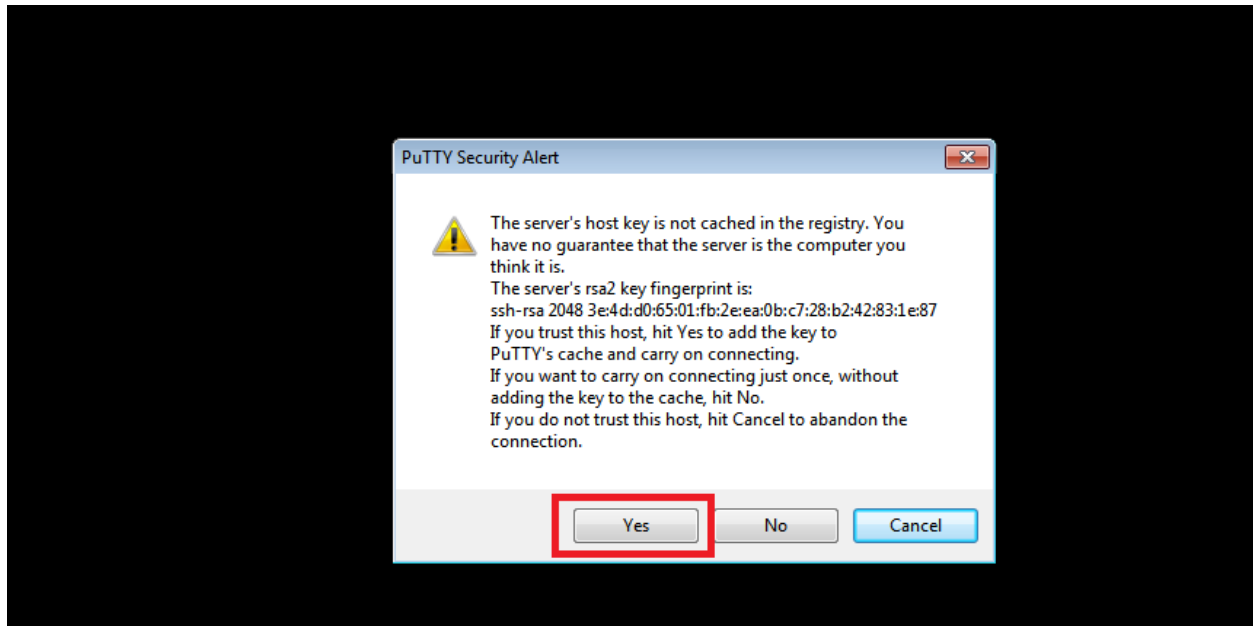 PuTTY Security Alert
The server's host key is not cached in the registry. You
have no guarantee that the server is the computer you
think it is.
The server's rsa2 key fingerprint is:
ssh-rsa 2048 3e:4d:d0:65:01:fb:2e:ea:0b:c7:28:b2:42:83:1e:87
If you trust this host, hit Yes to add the key to
PuTTY's cache and carry on connecting.
If you want to carry on connecting just once, without
adding the key to the cache, hit No.
If you do not trust this host, hit Cancel to abandon the
connection.
Yes No Cancel